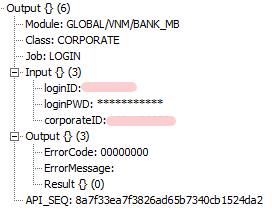 Output {} (6)
Module: GLOBAL/VNM/BANK_MB
Class: CORPORATE
Job: LOGIN
Input {} (3)
loginID:
loginPWD: ***********
corporateID:
Output {} (3)
ErrorCode: 00000000
ErrorMessage:
Result {} (0)
API_SEQ: 8a7f33ea7f3826ad65b7340cb1524da2